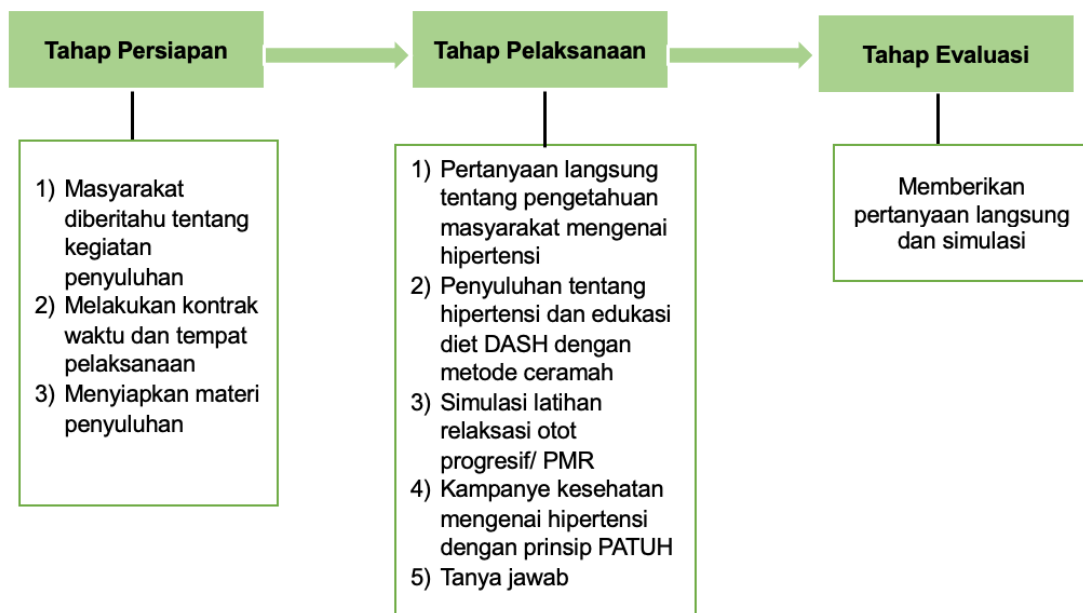 Tahap Persiapan
Tahap Pelaksanaan
Tahap Evaluasi
1) Masyarakat
diberitahu tentang
kegiatan
penyuluhan
2) Melakukan kontrak
waktu dan tempat
pelaksanaan
3) Menyiapkan materi
penyuluhan
1) Pertanyaan langsung
tentang pengetahuan
masyarakat mengenai
hipertensi
2) Penyuluhan tentang
hipertensi dan edukasi
diet DASH dengan
metode ceramah
3) Simulasi latihan
relaksasi otot
progresif/ PMR
4) Kampanye kesehatan
mengenai hipertensi
dengan prinsip PATUH
5) Tanya jawab
Memberikan
pertanyaan langsung
dan simulasi